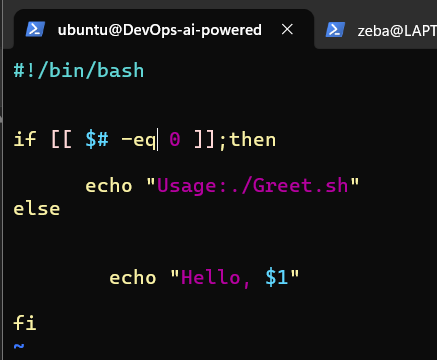 ubuntu@DevOps-ai-powered
zeba@LAPT
#!/bin/bash
if [[ $# -eq 0 ]];then
echo "Usage:./Greet.sh"
else
echo "Hello, $1"
fi
~